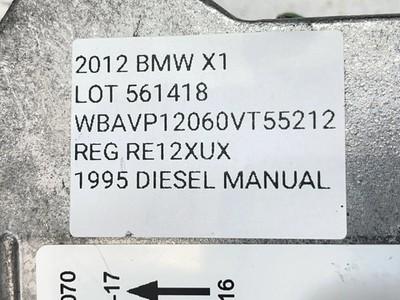 2012 BMW X1
LOT 561418
WBAVP12060VT55212
REG RE12XUX
1995 DIESEL MANUAL
070
-17
16